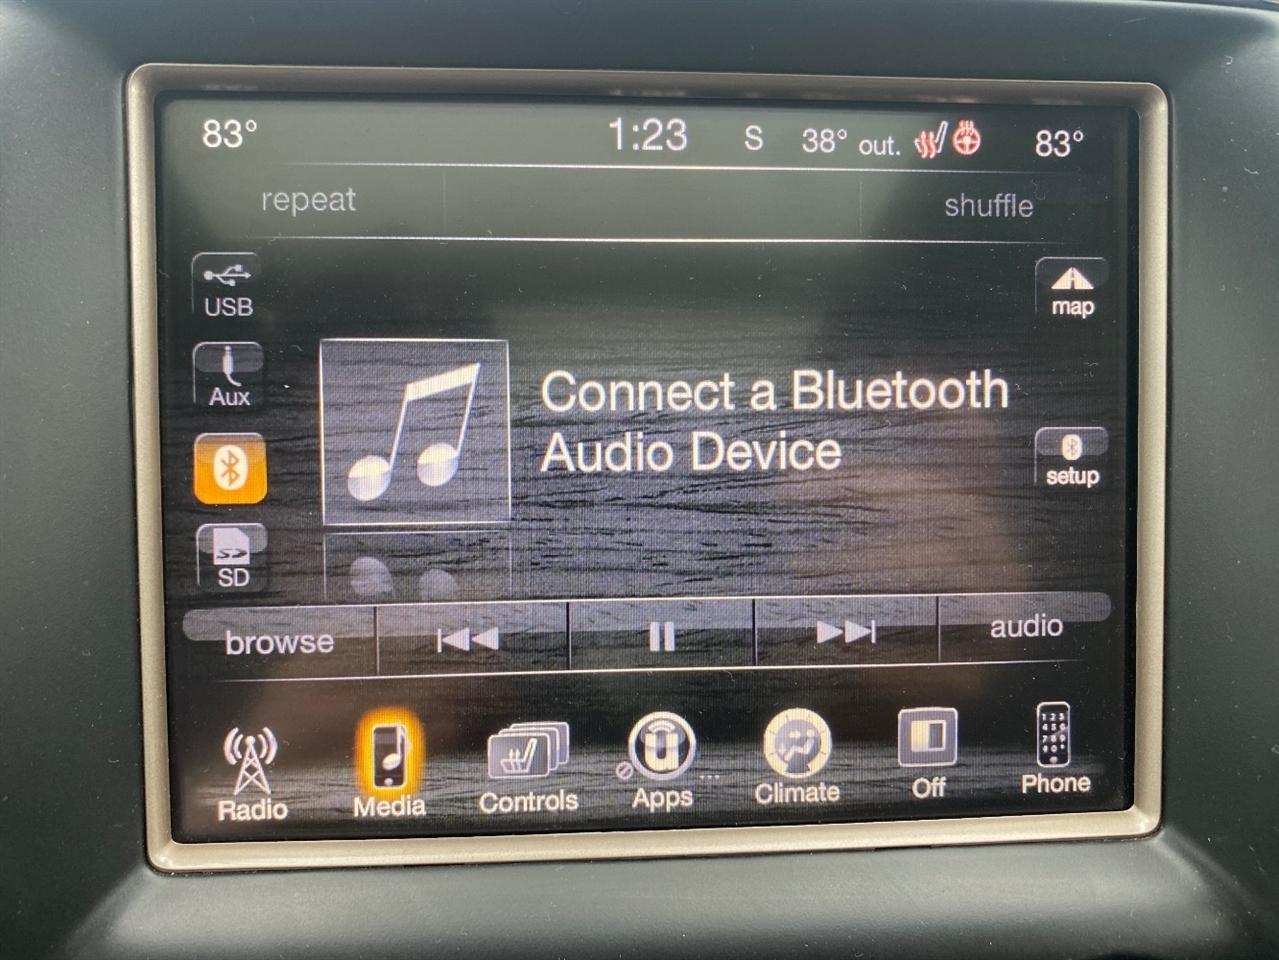 83° 1:23 S 38° out. 83°
repeat shuffle
USB
map
Aux
Connect a Bluetooth
Audio Device
setup
SD
browse audio
Radio Media Controls Apps Climate Off Phone